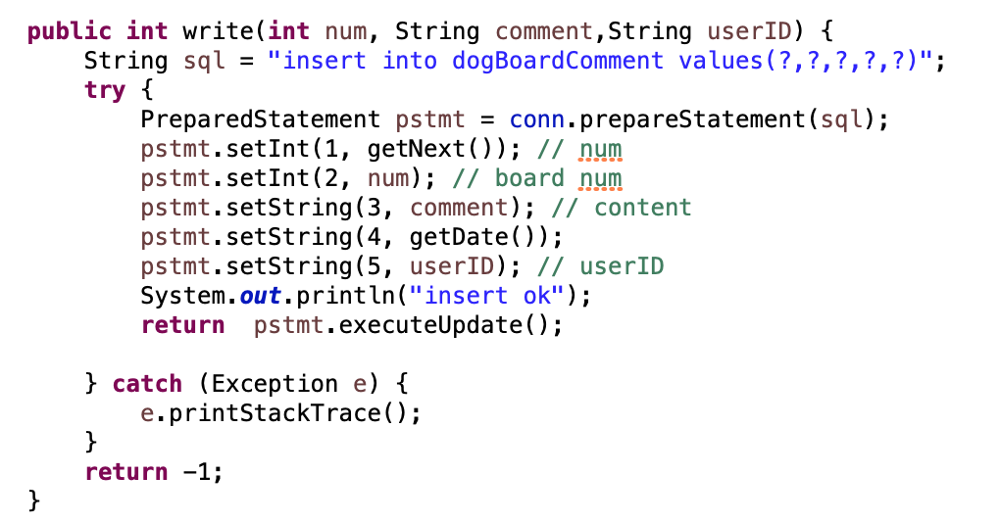 public int write(int num, String comment,String userID) {
    String sql = "insert into dogBoardComment values(?,?,?,?,?)";
    try {
        PreparedStatement pstmt = conn.prepareStatement(sql);
        pstmt.setInt(1, getNext()); // num
        pstmt.setInt(2, num); // board num
        pstmt.setString(3, comment); // content
        pstmt.setString(4, getDate());
        pstmt.setString(5, userID); // userID
        System.out.println("insert ok");
        return  pstmt.executeUpdate();

    } catch (Exception e) {
        e.printStackTrace();
    }
    return -1;
}